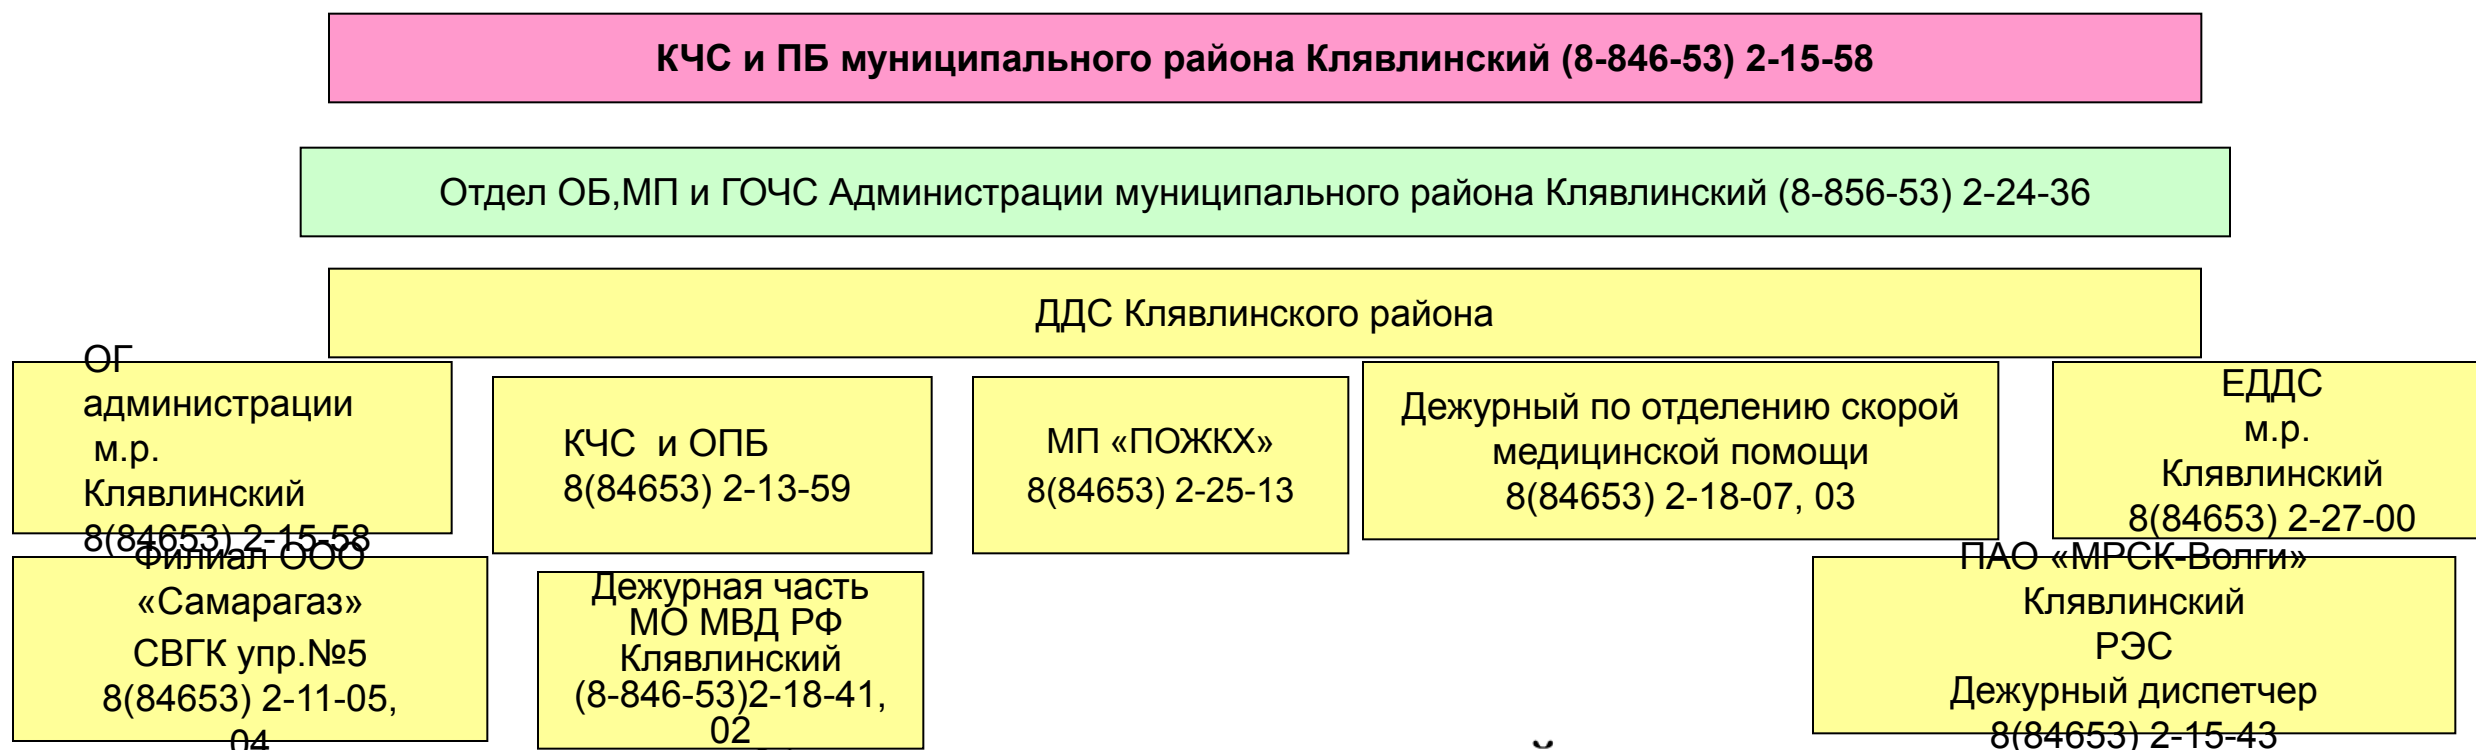 КЧС и ПБ муниципального района Клявлинский (8-846-53) 2-15-58
Отдел ОБ,МП и ГОЧС Администрации муниципального района Клявлинский (8-856-53) 2-24-36
ДДС Клявлинского района
ОГ
администрации
м.р.
Клявлинский
8(84653) 2-15-58
КЧС и ОПБ
8(84653) 2-13-59
МП «ПОЖКХ»
8(84653) 2-25-13
Дежурный по отделению скорой
медицинской помощи
8(84653) 2-18-07, 03
ЕДДС
м.р.
Клявлинский
8(84653) 2-27-00
Филиал ООО
«Самарагаз»
СВГК упр.№5
8(84653) 2-11-05,
04
Дежурная часть
МО МВД РФ
Клявлинский
(8-846-53)2-18-41,
02
ПАО «МРСК-Волги»
Клявлинский
РЭС
Дежурный диспетчер
8(84653) 2-15-43